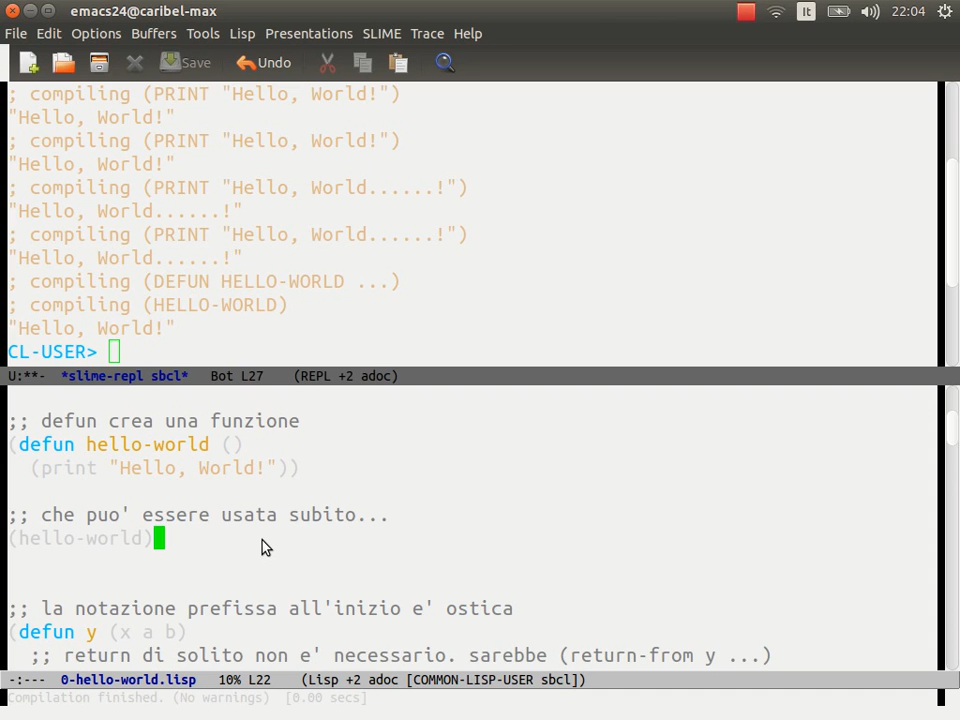 emacs24@caribel-max
It
22:04
File Edit Options Buffers Tools Lisp Presentations SLIME Trace Help
Save Undo
; compiling (PRINT "Hello, World!")
"Hello, World!"
; compiling (PRINT "Hello, World!")
"Hello, World!"
; compiling (PRINT "Hello, World......!")
"Hello, World......!"
; compiling (PRINT "Hello, World......!")
"Hello, World......!"
; compiling (DEFUN HELLO-WORLD ...)
; compiling (HELLO-WORLD)
"Hello, World!"
CL-USER>
U:**- *slime-repl sbcl* Bot L27 (REPL +2 adoc)
;; defun crea una funzione
(defun hello-world ()
(print "Hello, World!"))
;; che puo' essere usata subito...
(hello-world)
;; la notazione prefissa all'inizio e' ostica
(defun y (x a b)
;; return di solito non e' necessario. sarebbe (return-from y ...)
-:--- 0-hello-world.lisp 10% L22 (Lisp +2 adoc [COMMON-LISP-USER sbcl])
Compilation finished. (No warnings) [0.00 secs]